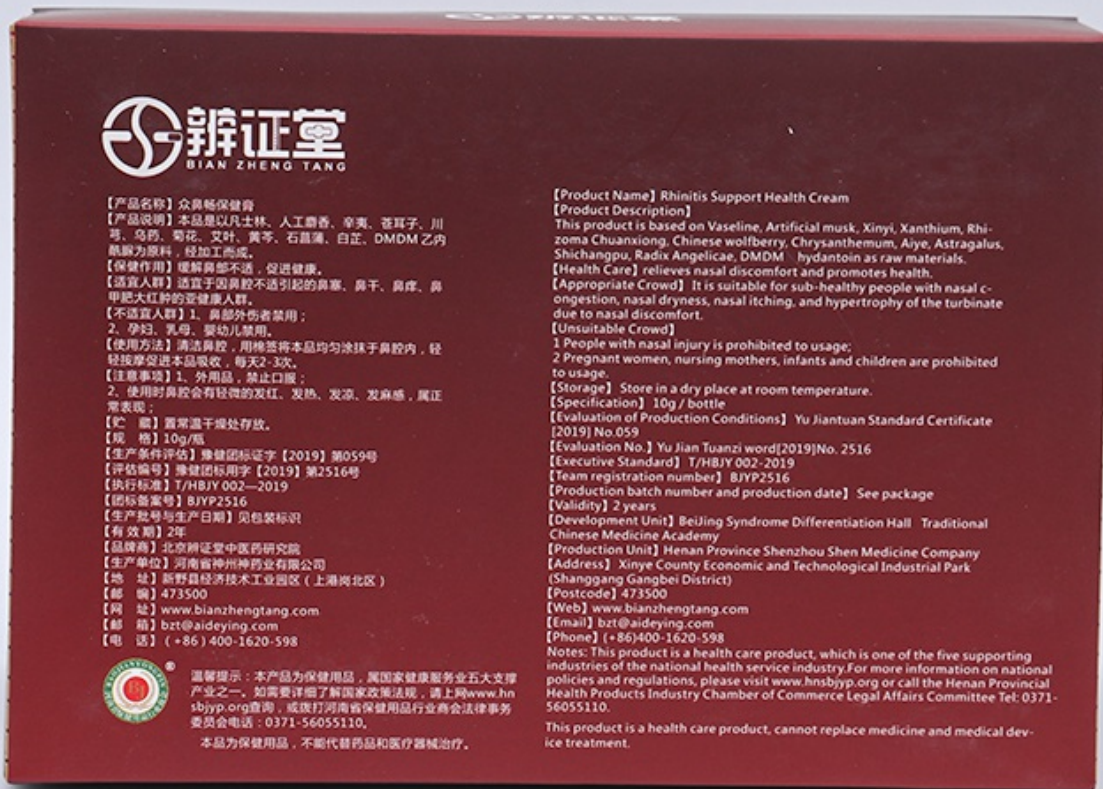 辨证堂
BIAN ZHENG TANG
【产品名称】众鼻畅保健膏
【产品说明】本品是以凡士林、人工麝香、辛夷、苍耳子、川
芎、乌药、菊花、艾叶、黄芩、石菖蒲、白芷、DMDM乙内
酰脲为原料，经加工而成。
【保健作用】缓解鼻部不适，促进健康。
【适宜人群】适宜于因鼻腔不适引起的鼻塞、鼻干、鼻痒、鼻
甲肥大红肿的亚健康人群。
【不适宜人群】1、鼻部外伤者禁用；
2、孕妇、乳母、婴幼儿禁用。
【使用方法】清洁鼻腔，用棉签将本品均匀涂抹于鼻腔内，轻
轻按摩促进本品吸收，每天2-3次。
【注意事项】1、外用品，禁止口服；
2、使用时鼻腔会有轻微的发红、发热、发凉、发麻感，属正
常表现；
【贮 藏】置常温干燥处存放。
【规 格】10g/瓶
【生产条件评估】豫健团标证字【2019】第059号
【评估编号】豫健团标用字【2019】第2516号
【执行标准】T/HBJY 002—2019
【团标备案号】BJYP2516
【生产批号与生产日期】见包装标识
【有 效 期】2年
【品牌商】北京辨证堂中医药研究院
【生产单位】河南省神州神药业有限公司
【地 址】新野县经济技术工业园区（上港岗北区）
【邮 编】473500
【网 址】www.bianzhengtang.com
【邮 箱】bzt@aideying.com
【电 话】（+86）400-1620-598
BJ
®
温馨提示：本产品为保健用品，属国家健康服务业五大支撑
产业之一。如需要详细了解国家政策法规，请上网www.hn
sbjyp.org查询，或拨打河南省保健用品行业商会法律事务
委员会电话：0371-56055110。
本品为保健用品，不能代替药品和医疗器械治疗。
【Product Name】Rhinitis Support Health Cream
【Product Description】
This product is based on Vaseline, Artificial musk, Xinyi, Xanthium, Rhi-
zoma Chuanxiong, Chinese wolfberry, Chrysanthemum, Aiye, Astragalus,
Shichangpu, Radix Angelicae, DMDM hydantoin as raw materials.
【Health Care】relieves nasal discomfort and promotes health.
【Appropriate Crowd】It is suitable for sub-healthy people with nasal c-
ongestion, nasal dryness, nasal itching, and hypertrophy of the turbinate
due to nasal discomfort.
【Unsuitable Crowd】
1 People with nasal injury is prohibited to usage;
2 Pregnant women, nursing mothers, infants and children are prohibited
to usage.
【Storage】Store in a dry place at room temperature.
【Specification】10g / bottle
【Evaluation of Production Conditions】Yu Jiantuan Standard Certificate
[2019] No.059
【Evaluation No.】Yu Jian Tuanzi word[2019]No. 2516
【Executive Standard】T/HBJY 002-2019
【Team registration number】BJYP2516
【Production batch number and production date】See package
【Validity】2 years
【Development Unit】BeiJing Syndrome Differentiation Hall Traditional
Chinese Medicine Academy
【Production Unit】Henan Province Shenzhou Shen Medicine Company
【Address】Xinye County Economic and Technological Industrial Park
(Shanggang Gangbei District)
【Postcode】473500
【Web】www.bianzhengtang.com
【Email】bzt@aideying.com
【Phone】(+86)400-1620-598
Notes: This product is a health care product, which is one of the five supporting
industries of the national health service industry.For more information on national
policies and regulations, please visit www.hnsbjyp.org or call the Henan Provincial
Health Products Industry Chamber of Commerce Legal Affairs Committee Tel: 0371-
56055110.
This product is a health care product, cannot replace medicine and medical dev-
ice treatment.